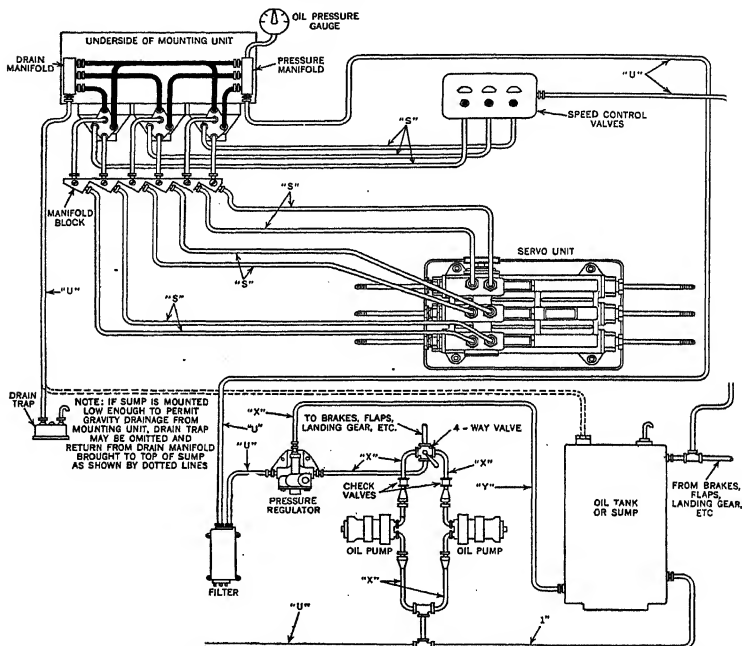 OIL PRESSURE
GAUGE
UNDERSIDE OF MOUNTING UNIT
DRAIN
MANIFOLD
PRESSURE
MANIFOLD
"U"
SPEED CONTROL
VALVES
"S"
MANIFOLD
BLOCK
"S"
"S"
SERVO UNIT
"S"
"U"
"S"
DRAIN
TRAP
NOTE: IF SUMP IS MOUNTED
LOW ENOUGH TO PERMIT
GRAVITY DRAINAGE FROM
MOUNTING UNIT, DRAIN TRAP
MAY BE OMITTED AND
RETURN FROM DRAIN MANIFOLD
BROUGHT TO TOP OF SUMP
AS SHOWN BY DOTTED LINES
"X"
"U"
"U"
TO BRAKES, FLAPS,
LANDING GEAR, ETC.
4-WAY VALVE
"X"
"X"
CHECK
VALVES
PRESSURE
REGULATOR
"Y"
OIL TANK
OR SUMP
FROM BRAKES,
FLAPS,
LANDING GEAR,
ETC
OIL PUMP
OIL PUMP
FILTER
"X"
"U"
1"